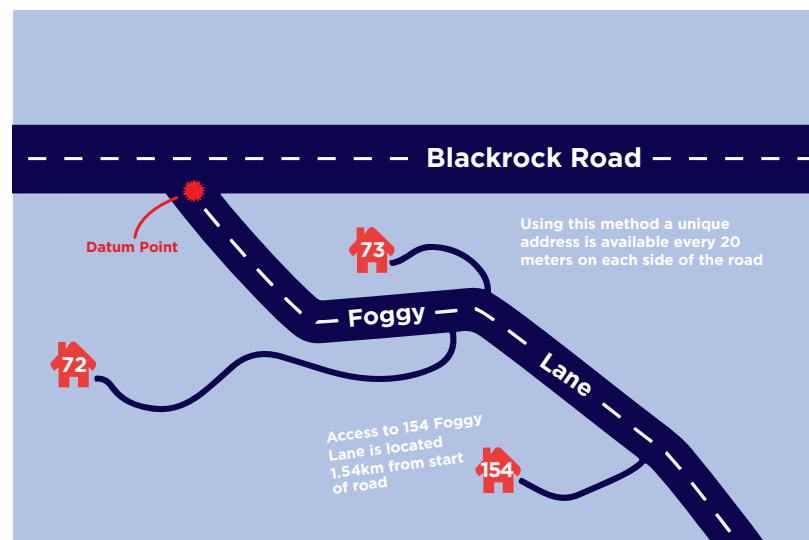 Blackrock Road
Datum Point
Using this method a unique
address is available every 20
meters on each side of the road
73
Foggy
72
Lane
Access to 154 Foggy
Lane is located
1.54km from start
of road
154